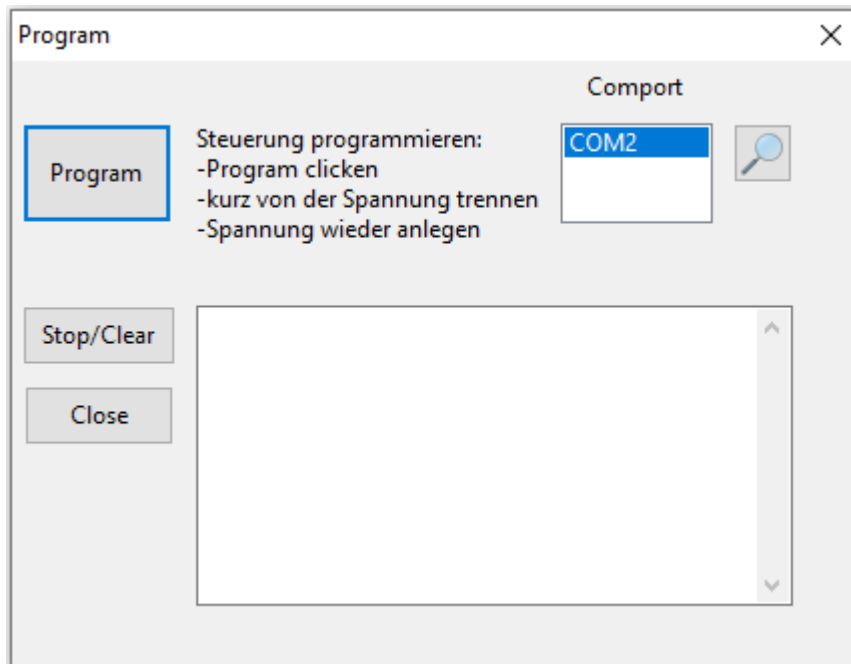 Program
Comport
Program
Steuerung programmieren:
-Program clicken
-kurz von der Spannung trennen
-Spannung wieder anlegen
COM2
Stop/Clear
Close